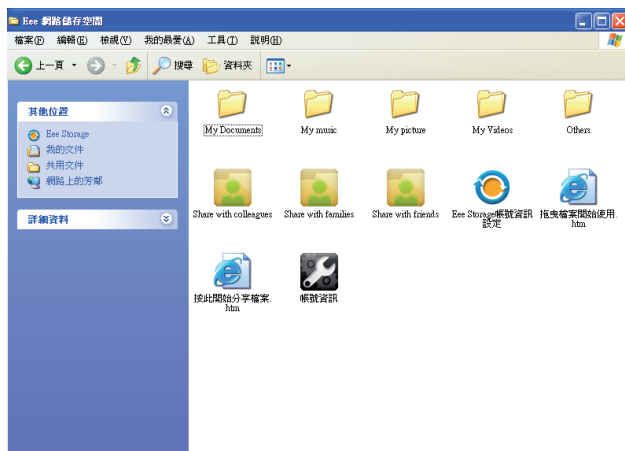 Eee 網路儲存空間
檔案(F) 編輯(E) 檢視(V) 我的最愛(A) 工具(T) 說明(H)
上一頁 搜尋 資料夾
其他位置
Eee Storage
我的文件
共用文件
網路上的芳鄰
詳細資料
My Documents My music My picture My Videos Others
Share with colleagues Share with families Share with friends Eee Storage帳號資訊設定 拖曳檔案開始使用.htm
按此開始分享檔案.htm 帳號資訊